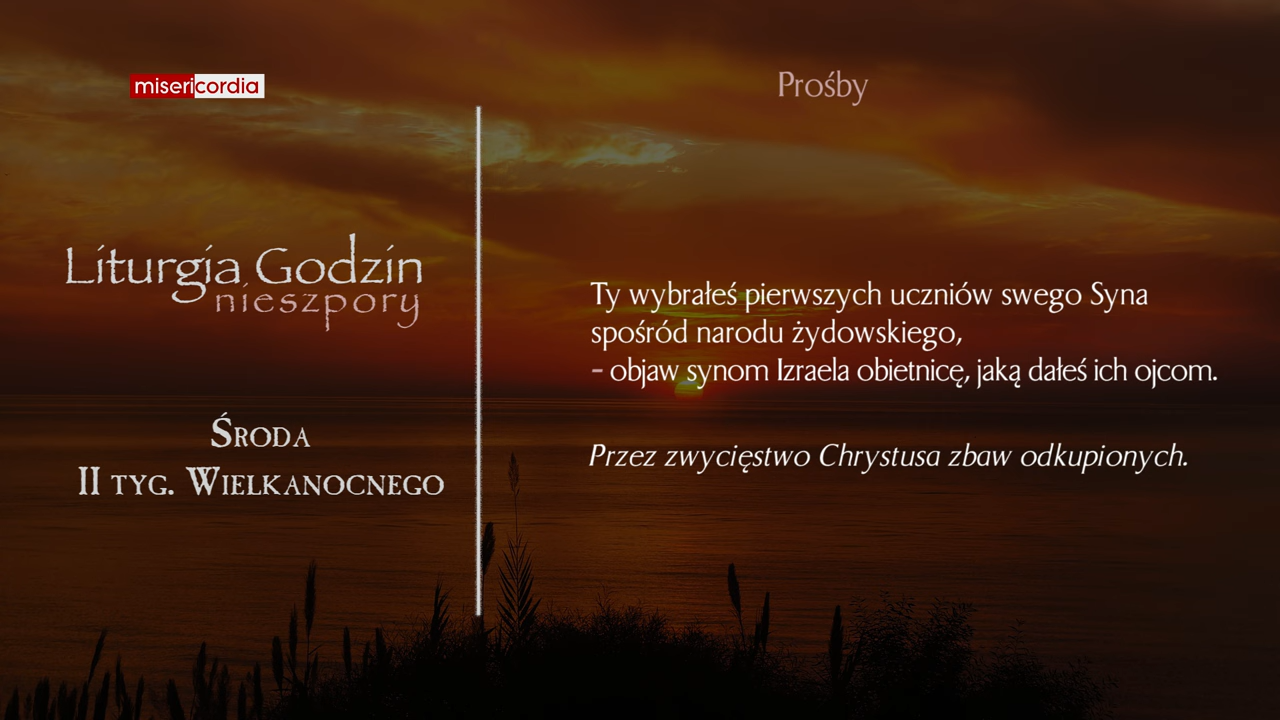 misericordia
Prośby
Liturgia Godzin
nieszpory
Środa
II tyg. Wielkanocnego
Ty wybrałeś pierwszych uczniów swego Syna
spośród narodu żydowskiego,
- objaw synom Izraela obietnicę, jaką dałeś ich ojcom.
Przez zwycięstwo Chrystusa zbaw odkupionych.